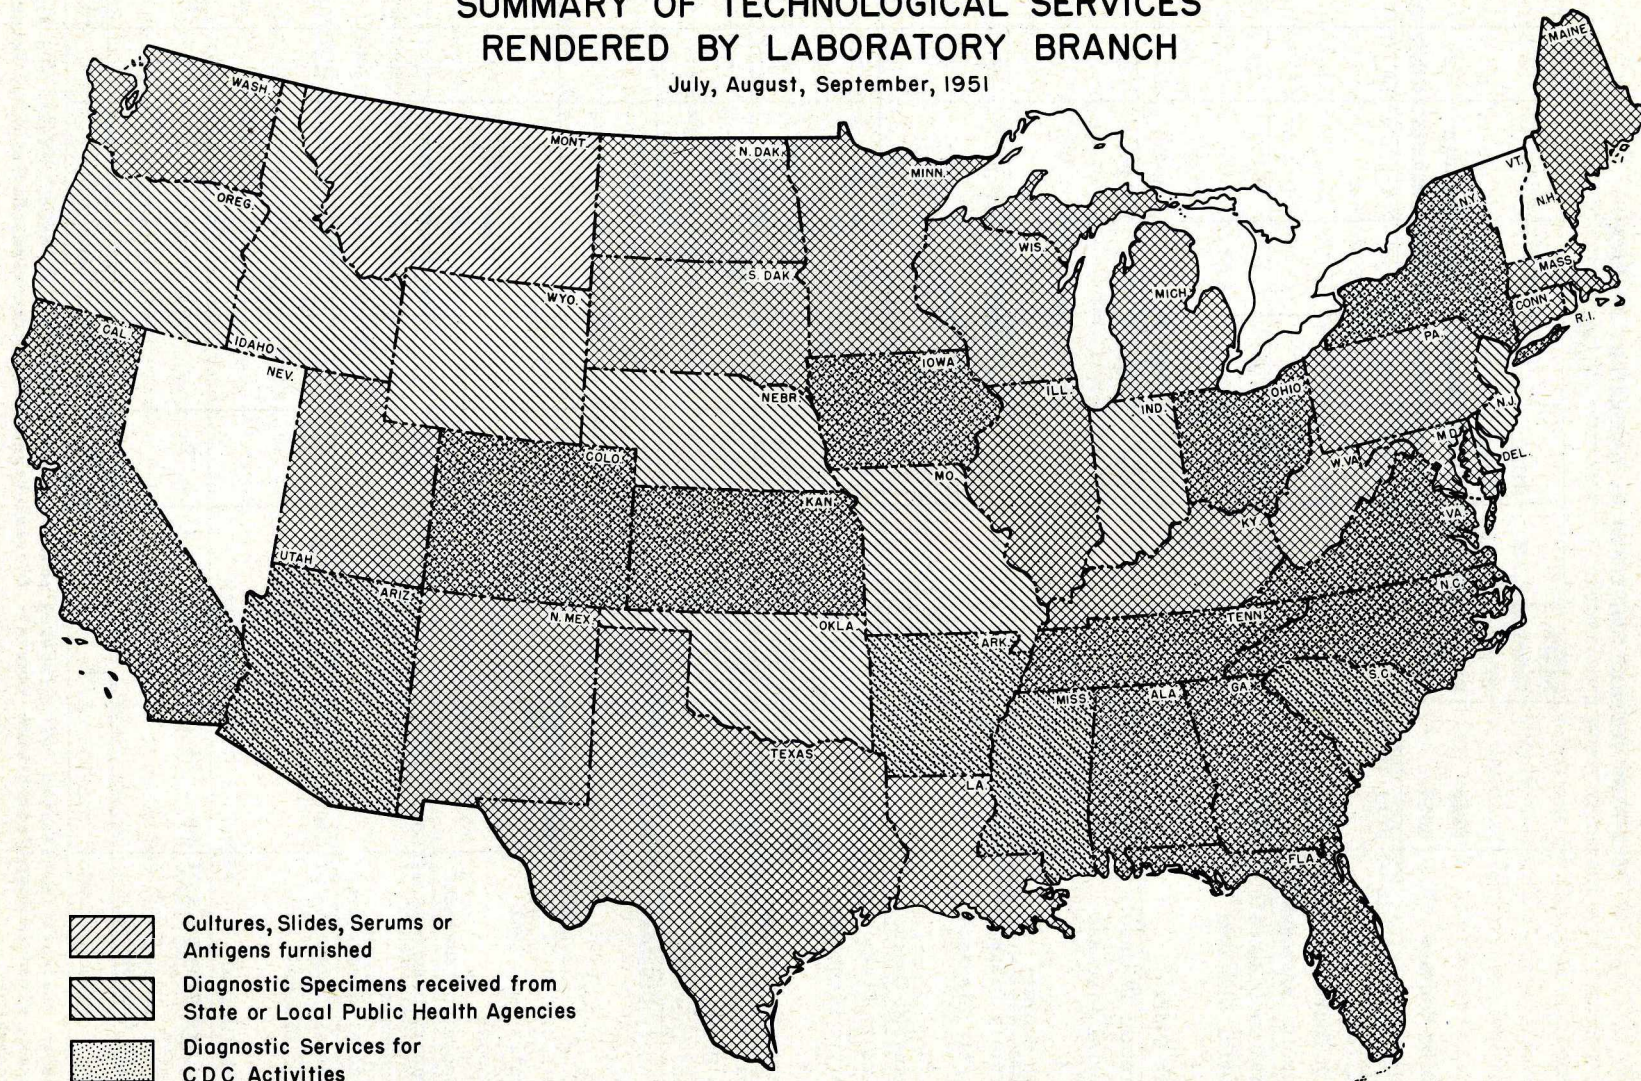 SUMMARY OF TECHNOLOGICAL SERVICES
RENDERED BY LABORATORY BRANCH
July, August, September, 1951
MAINE
WASH.
MONT.
N. DAK.
MINN.
VT.
N.H.
OREG.
N.Y.
WIS.
MASS.
S. DAK.
MICH.
WYO.
CONN.
R.I.
CAL.
IDAHO
NEV.
PA.
IOWA
ILL.
OHIO
NEBR.
IND.
N.J.
M D.
COLO.
W. VA.
DEL.
MO.
KAN.
VA.
KY.
UTAH
ARIZ.
N.C.
N. MEX.
OKLA.
TENN.
ARK.
S.C.
GA.
MISS.
ALA.
TEXAS
LA.
FLA.
Cultures, Slides, Serums or
Antigens furnished
Diagnostic Specimens received from
State or Local Public Health Agencies
Diagnostic Services for
C D C Activities